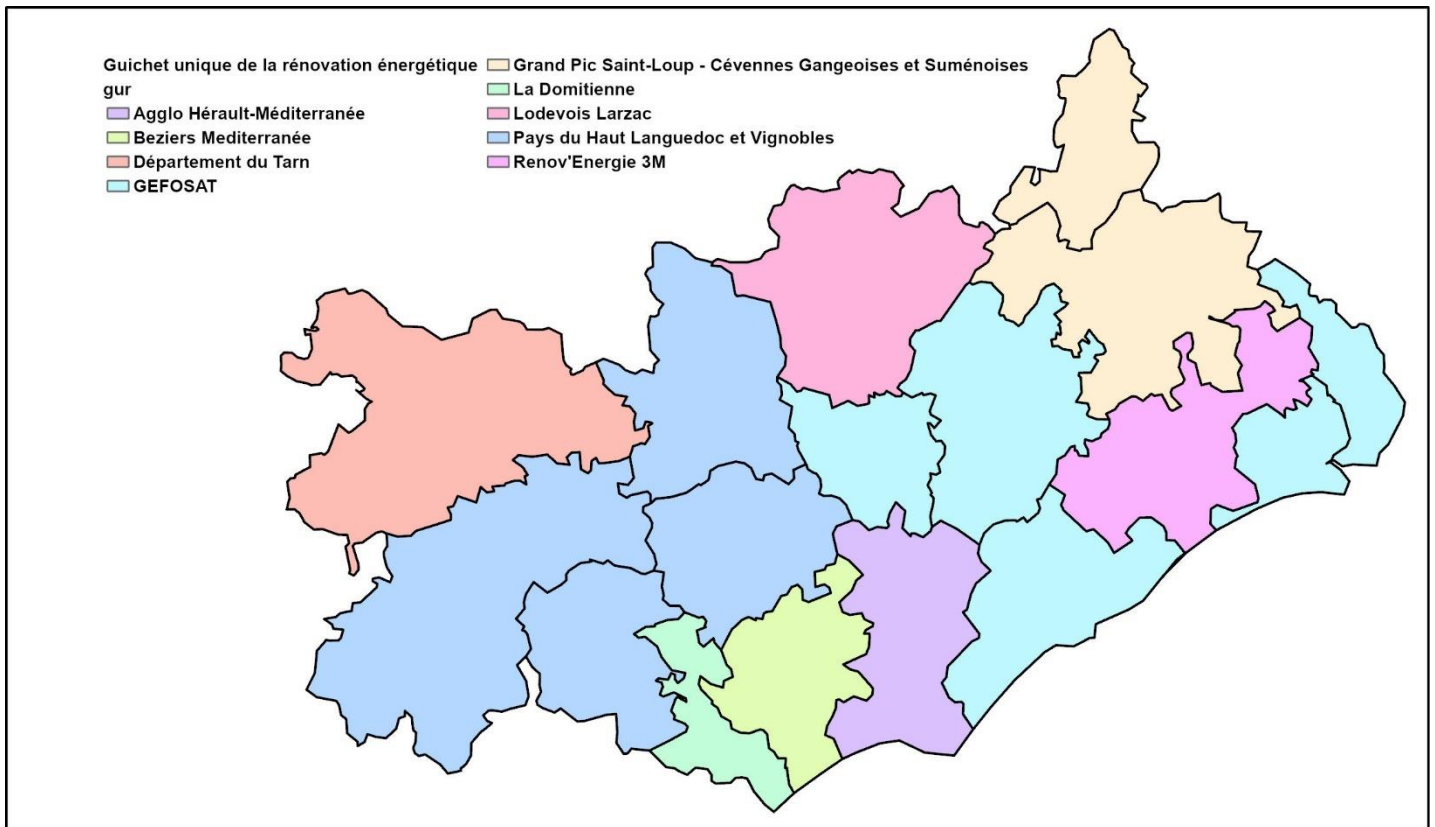 Guichet unique de la rénovation énergétique
gur
Agglo Hérault-Méditerranée
Beziers Mediterranée
Département du Tarn
GEFOSAT
Grand Pic Saint-Loup - Cévennes Gangeoises et Suménoises
La Domitienne
Lodevois Larzac
Pays du Haut Languedoc et Vignobles
Renov'Energie 3M